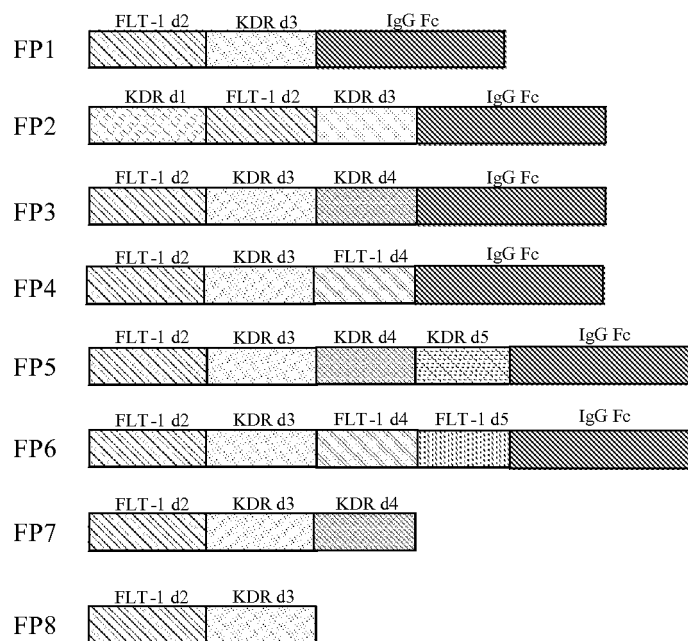 FLT-1 d2 KDR d3 IgG Fc
FP1
KDR d1 FLT-1 d2 KDR d3 IgG Fc
FP2
FLT-1 d2 KDR d3 KDR d4 IgG Fc
FP3
FLT-1 d2 KDR d3 FLT-1 d4 IgG Fc
FP4
FLT-1 d2 KDR d3 KDR d4 KDR d5 IgG Fc
FP5
FLT-1 d2 KDR d3 FLT-1 d4 FLT-1 d5 IgG Fc
FP6
FLT-1 d2 KDR d3 KDR d4
FP7
FLT-1 d2 KDR d3
FP8